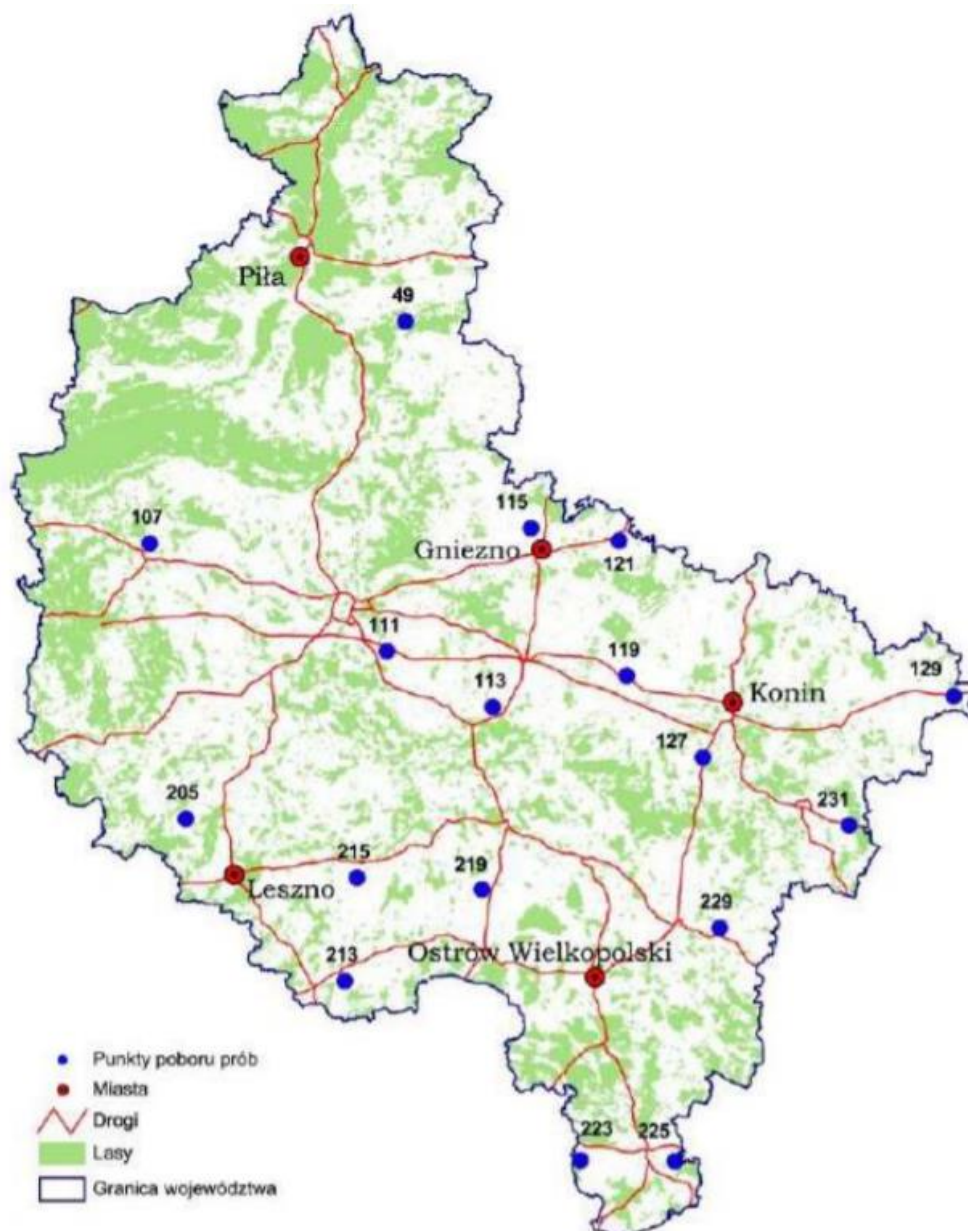 Piła
49
115
107
Gniezno
121
111
119
129
113
Konin
127
205
231
215
219
Leszno
229
213
Ostrów Wielkopolski
Punkty poboru prób
Miasta
Drogi
223
225
Lasy
Granica województwa